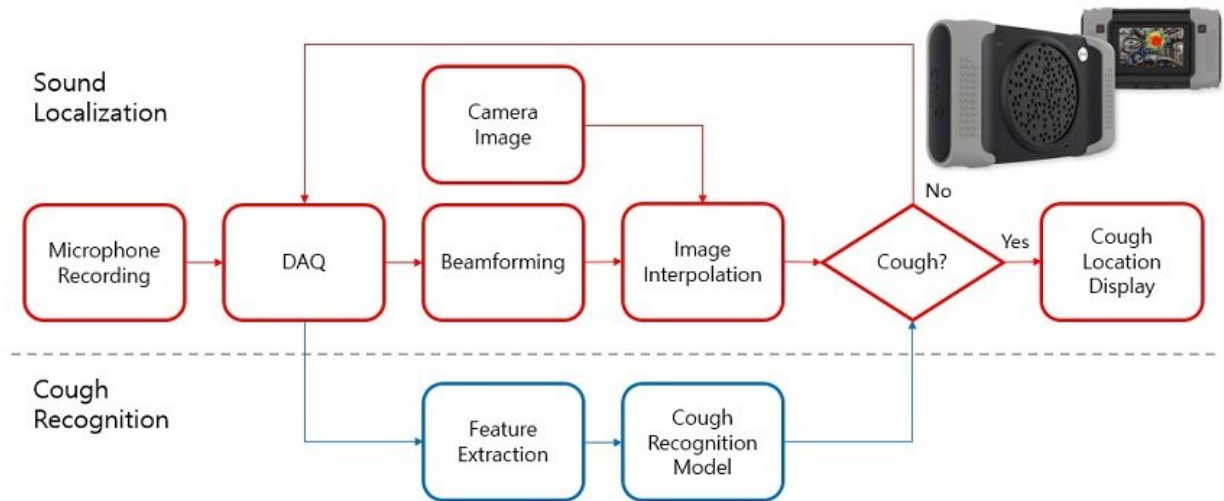 Sound
Localization
Camera
Image
No
Microphone
Recording
DAQ
Beamforming
Image
Interpolation
Cough?
Yes
Cough
Location
Display
Cough
Recognition
Feature
Extraction
Cough
Recognition
Model